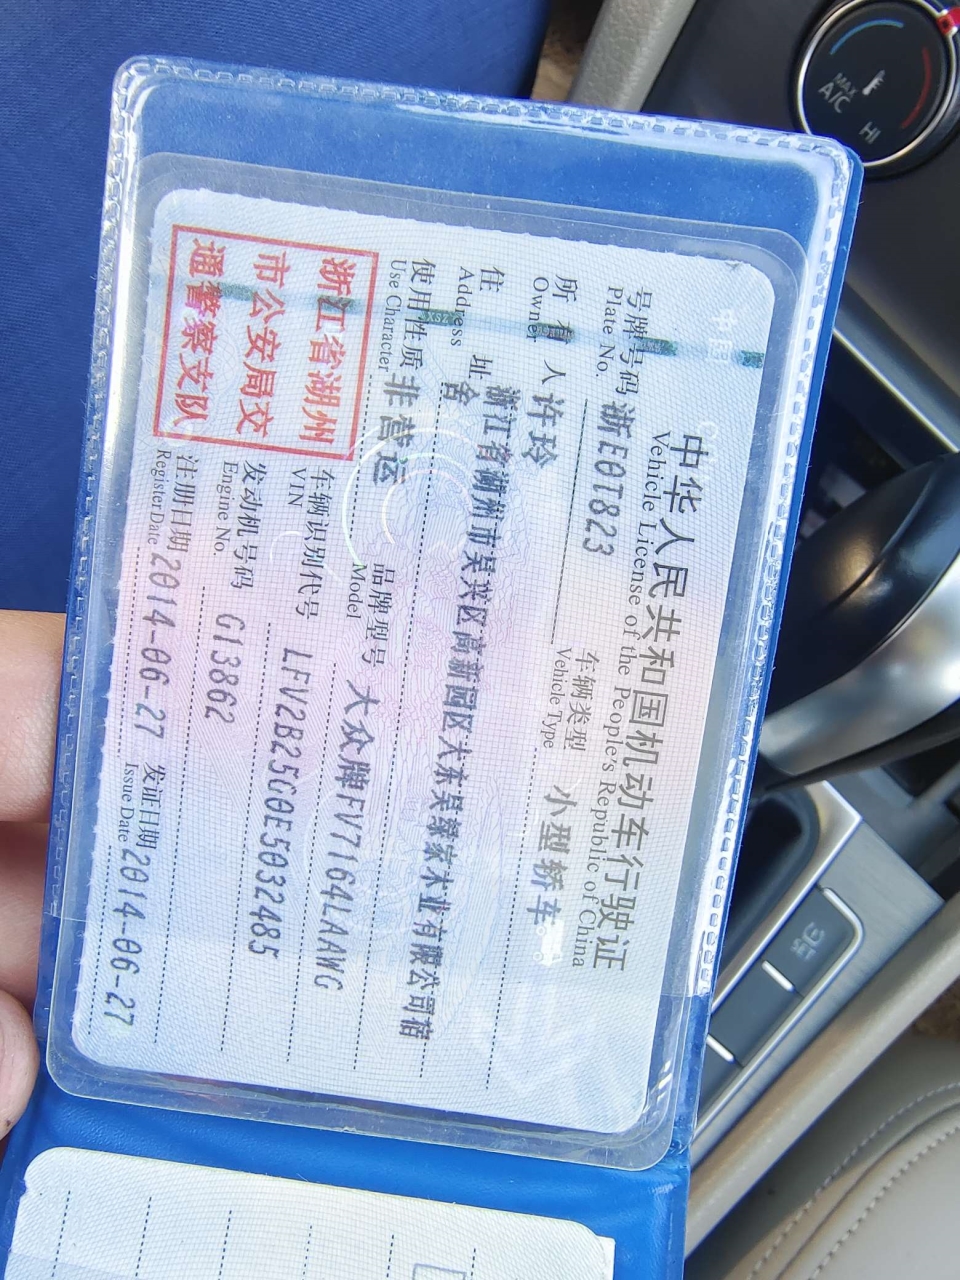 中华人民共和国机动车行驶证
Vehicle License of the People's Republic of China
号牌号码 浙E0T823 车辆类型 小型轿车
Plate No. Vehicle Type
所有人 许玲
Owner
住址 浙江省湖州市吴兴区高新园区大东吴绿家木业有限公司宿
Address 舍
使用性质 非营运 品牌型号 大众牌FV7164LAAWG
Use Character Model
浙江省湖州
市公安局交
通警察支队
车辆识别代号 LFV2B25G0E5032485
VIN
发动机号码 G13862
Engine No.
注册日期 2014-06-27 发证日期 2014-06-27
Register Date Issue Date
MAX
A/C
HI